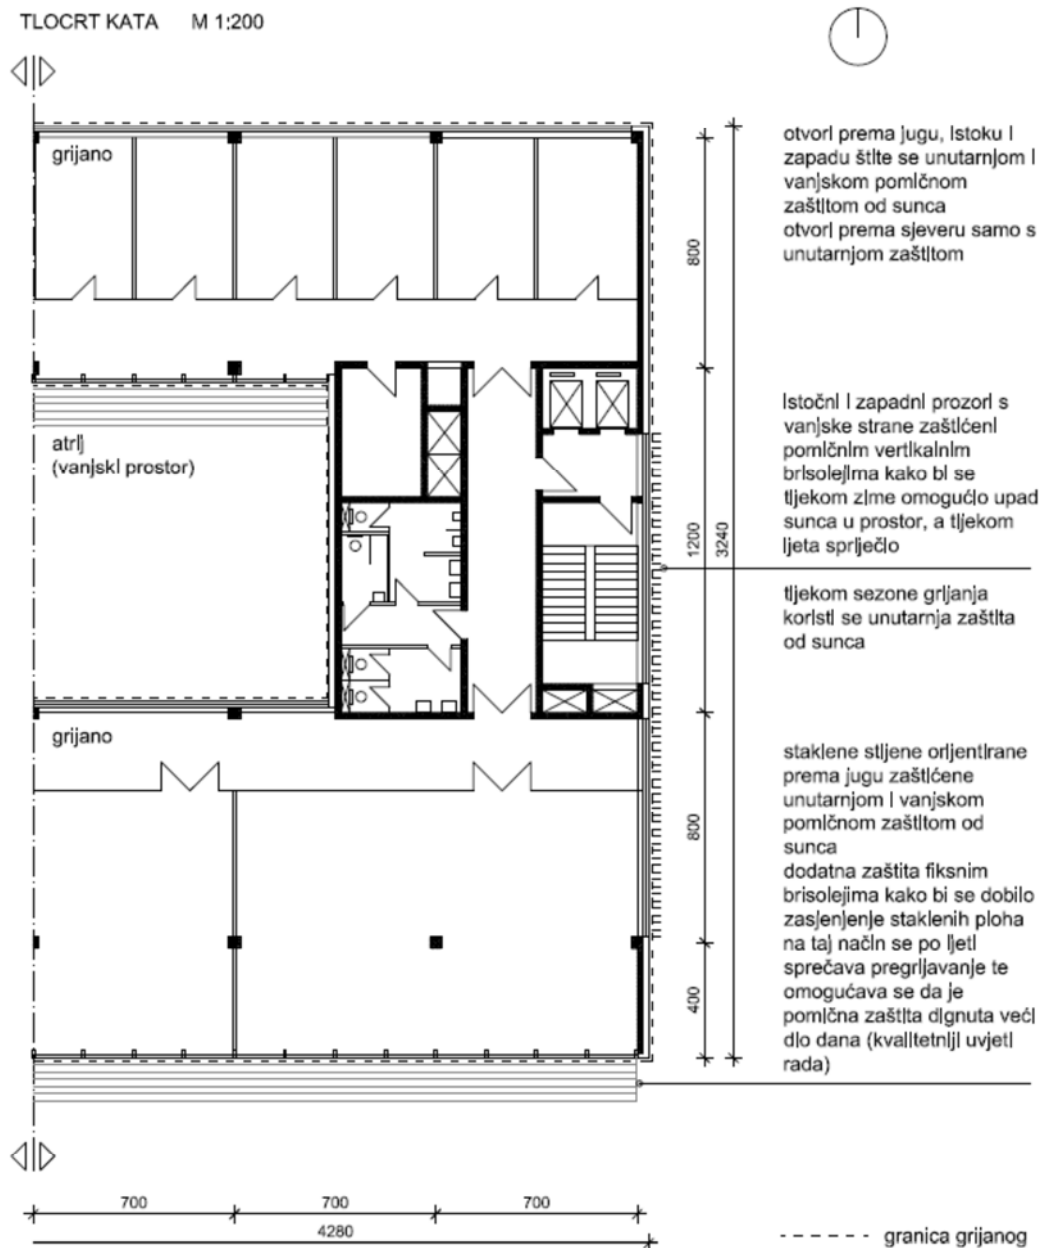 TLOCRT KATA M 1:200
grijano
atrij
(vanjski prostor)
grijano
800
1200
3240
800
400
700
700
700
4280
otvori prema jugu, istoku i
zapadu štite se unutarnjom i
vanjskom pomičnom
zaštitom od sunca
otvori prema sjeveru samo s
unutarnjom zaštitom
istočni i zapadni prozori s
vanjske strane zaštićeni
pomičnim vertikalnim
brisolejima kako bi se
tijekom zime omogućio upad
sunca u prostor, a tijekom
ljeta spriječio
tijekom sezone grijanja
koristi se unutarnja zaštita
od sunca
staklene stijene orijentirane
prema jugu zaštićene
unutarnjom i vanjskom
pomičnom zaštitom od
sunca
dodatna zaštita fiksnim
brisolejima kako bi se dobilo
zasjenjenje staklenih ploha
na taj način se po ljeti
sprečava pregrijavanje te
omogućava se da je
pomična zaštita dignuta veći
dio dana (kvalitetniji uvjeti
rada)
granica grijanog